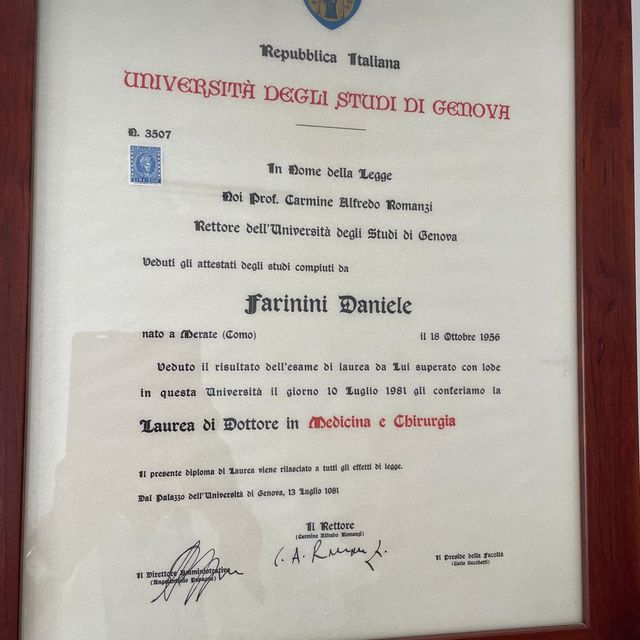 Repubblica Italiana
UNIVERSITÀ DEGLI STUDI DI GENOVA
N. 3507
In Nome della Legge
Noi Prof. Carmine Alfredo Romanzi
Rettore dell'Università degli Studi di Genova
Veduti gli attestati degli studi compiuti da
Farinini Daniele
nato a Merate (Como) il 18 Ottobre 1956
Veduto il risultato dell'esame di laurea da Lui superato con lode
in questa Università il giorno 10 Luglio 1981 gli conferiamo la
Laurea di Dottore in Medicina e Chirurgia
Il presente diploma di Laurea viene rilasciato a tutti gli effetti di legge.
Dal Palazzo dell'Università di Genova, 13 Luglio 1981
Il Rettore
(Carmine Alfredo Romanzi)
Il Direttore Amministrativo
Il Preside della Facoltà
(Carlo Sacchetti)